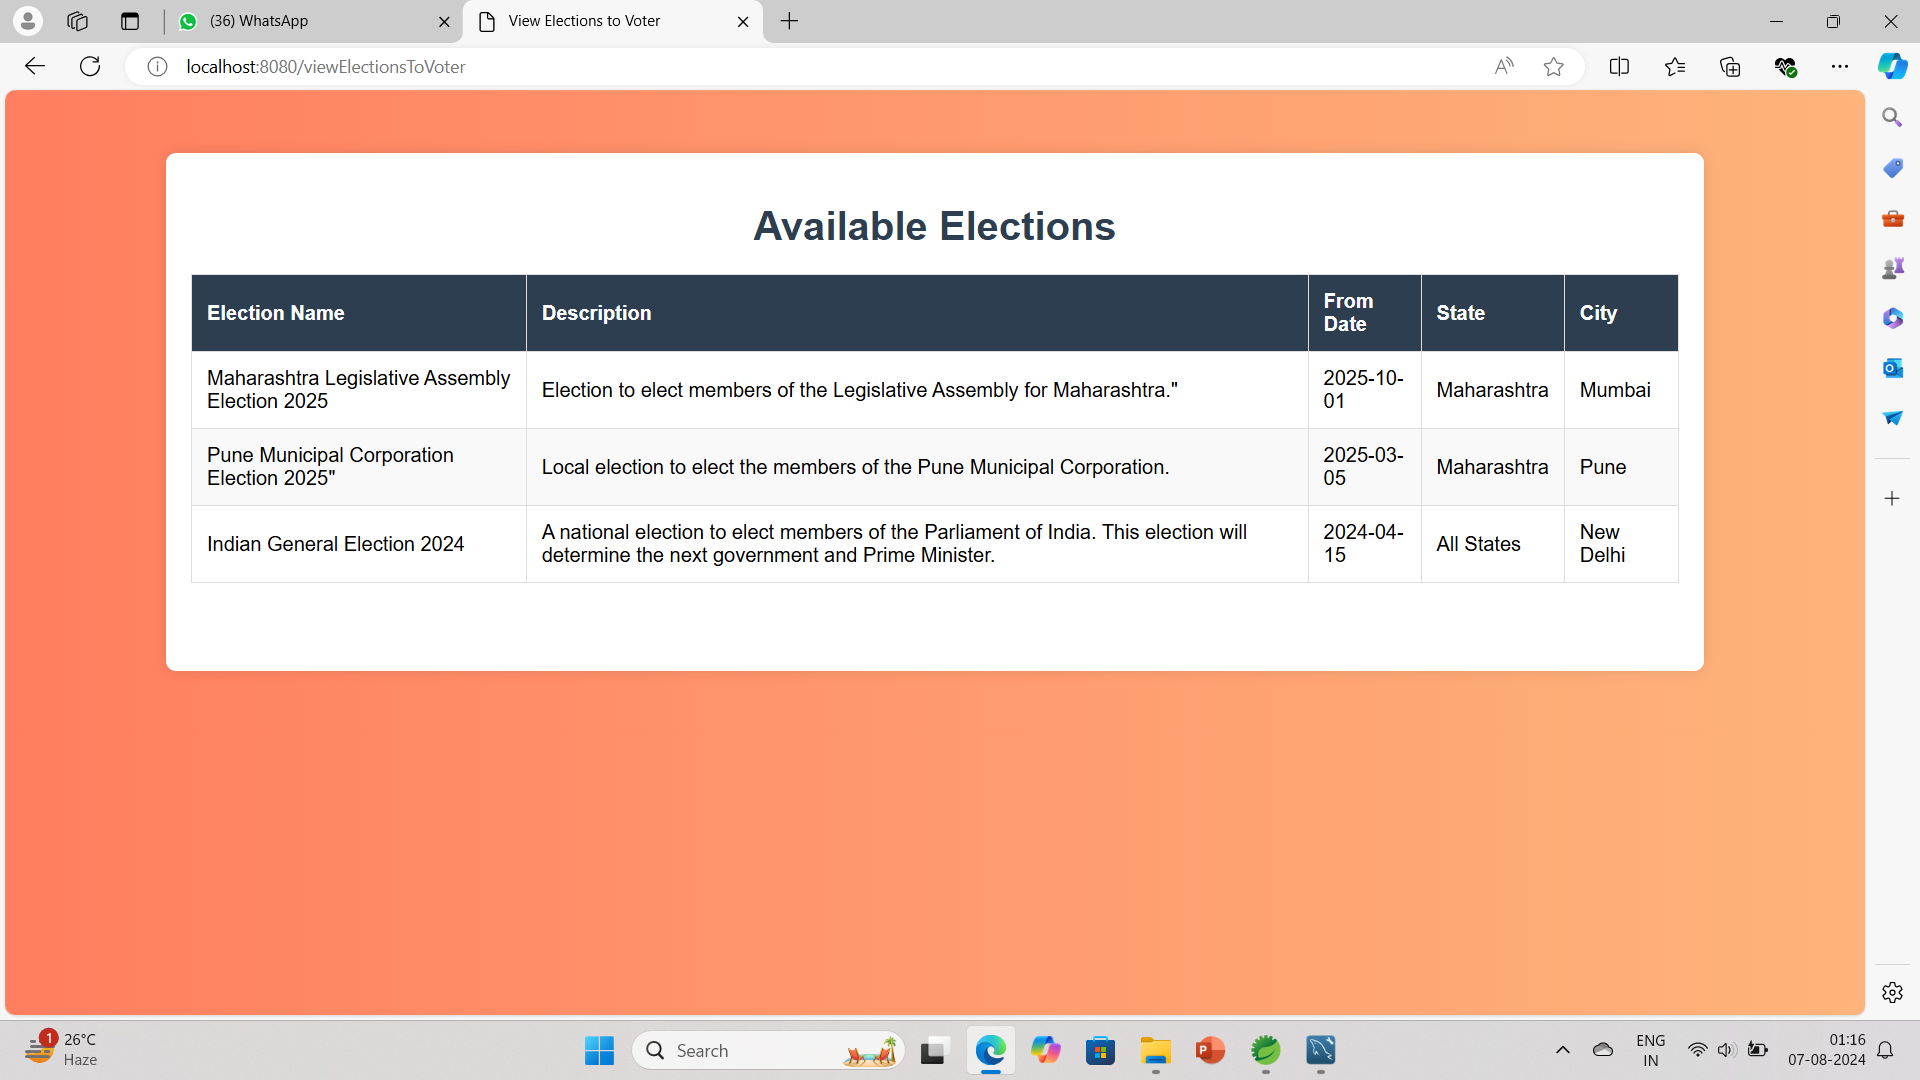 (36) WhatsApp
View Elections to Voter
localhost:8080/viewElectionsToVoter
Available Elections
Election Name
Description
From
Date
State
City
Maharashtra Legislative Assembly
Election 2025
Election to elect members of the Legislative Assembly for Maharashtra."
2025-10-
01
Maharashtra
Mumbai
Pune Municipal Corporation
Election 2025"
Local election to elect the members of the Pune Municipal Corporation.
2025-03-
05
Maharashtra
Pune
Indian General Election 2024
A national election to elect members of the Parliament of India. This election will
determine the next government and Prime Minister.
2024-04-
15
All States
New
Delhi
1
26°C
Haze
Search
ENG
IN
01:16
07-08-2024